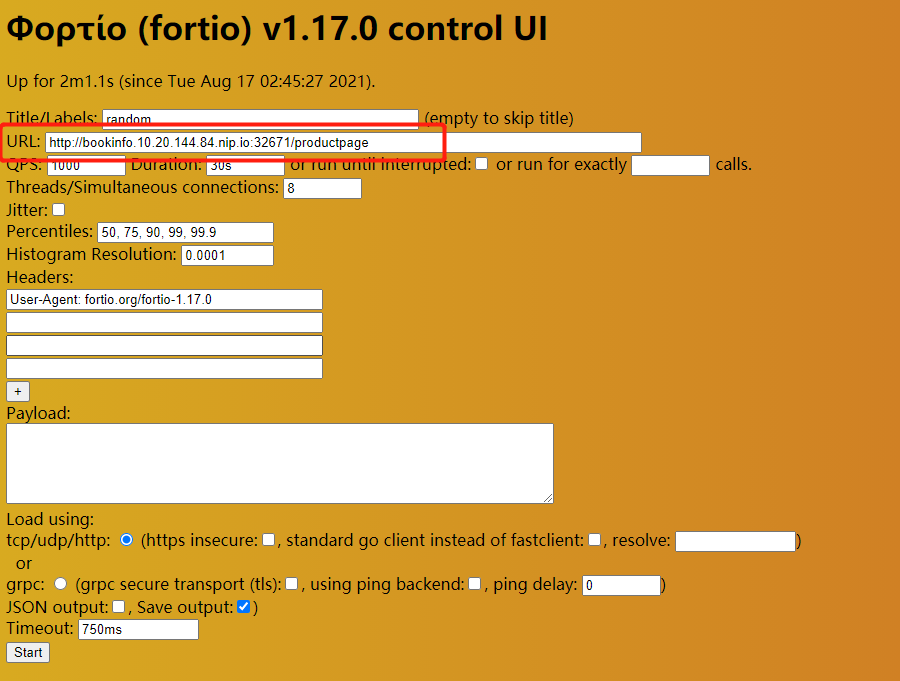 Φορτίο (fortio) v1.17.0 control UI
Up for 2m1.1s (since Tue Aug 17 02:45:27 2021).
Title/Labels: random (empty to skip title)
URL: http://bookinfo.10.20.144.84.nip.io:32671/productpage
QPS: 1000 Duration: 30s or run until interrupted: or run for exactly calls.
Threads/Simultaneous connections: 8
Jitter:
Percentiles: 50, 75, 90, 99, 99.9
Histogram Resolution: 0.0001
Headers:
User-Agent: fortio.org/fortio-1.17.0
+
Payload:
Load using:
tcp/udp/http: (https insecure: , standard go client instead of fastclient: , resolve: )
or
grpc: (grpc secure transport (tls): , using ping backend: , ping delay: 0 )
JSON output: , Save output: )
Timeout: 750ms
Start